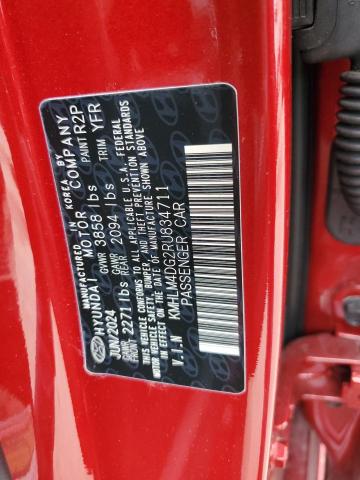 MANUFACTURED IN KOREA BY
HYUNDAI MOTOR COMPANY
JUN/2024 GVWR 3858 lbs PAINT R2P
GAWR FRONT 2271 lbs GAWR REAR 2094 lbs TRIM YFR
THIS VEHICLE CONFORMS TO ALL APPLICABLE U.S.A. FEDERAL
MOTOR VEHICLE SAFETY, BUMPER, AND THEFT PREVENTION STANDARDS
IN EFFECT ON THE DATE OF MANUFACTURE SHOWN ABOVE
V.I.N KMHLM4DG2RU834711
PASSENGER CAR